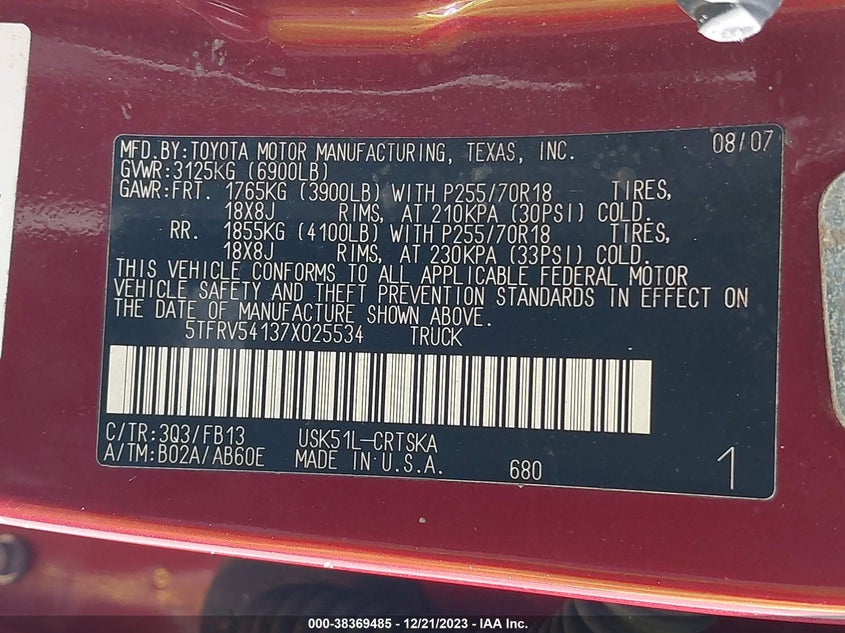 MFD.BY:TOYOTA MOTOR MANUFACTURING, TEXAS, INC. 08/07
GVWR:3125KG (6900LB)
GAWR:FRT. 1765KG (3900LB) WITH P255/70R18 TIRES,
18X8J RIMS, AT 210KPA (30PSI) COLD.
RR. 1855KG (4100LB) WITH P255/70R18 TIRES,
18X8J RIMS, AT 230KPA (33PSI) COLD.
THIS VEHICLE CONFORMS TO ALL APPLICABLE FEDERAL MOTOR
VEHICLE SAFETY AND THEFT PREVENTION STANDARDS IN EFFECT ON
THE DATE OF MANUFACTURE SHOWN ABOVE.
5TFRV54137X025534 TRUCK
C/TR:3Q3/FB13 USK51L-CRTSKA
A/TM:B02A/AB60E MADE IN U.S.A. 680 1
000-38369485 - 12/21/2023 - IAA Inc.